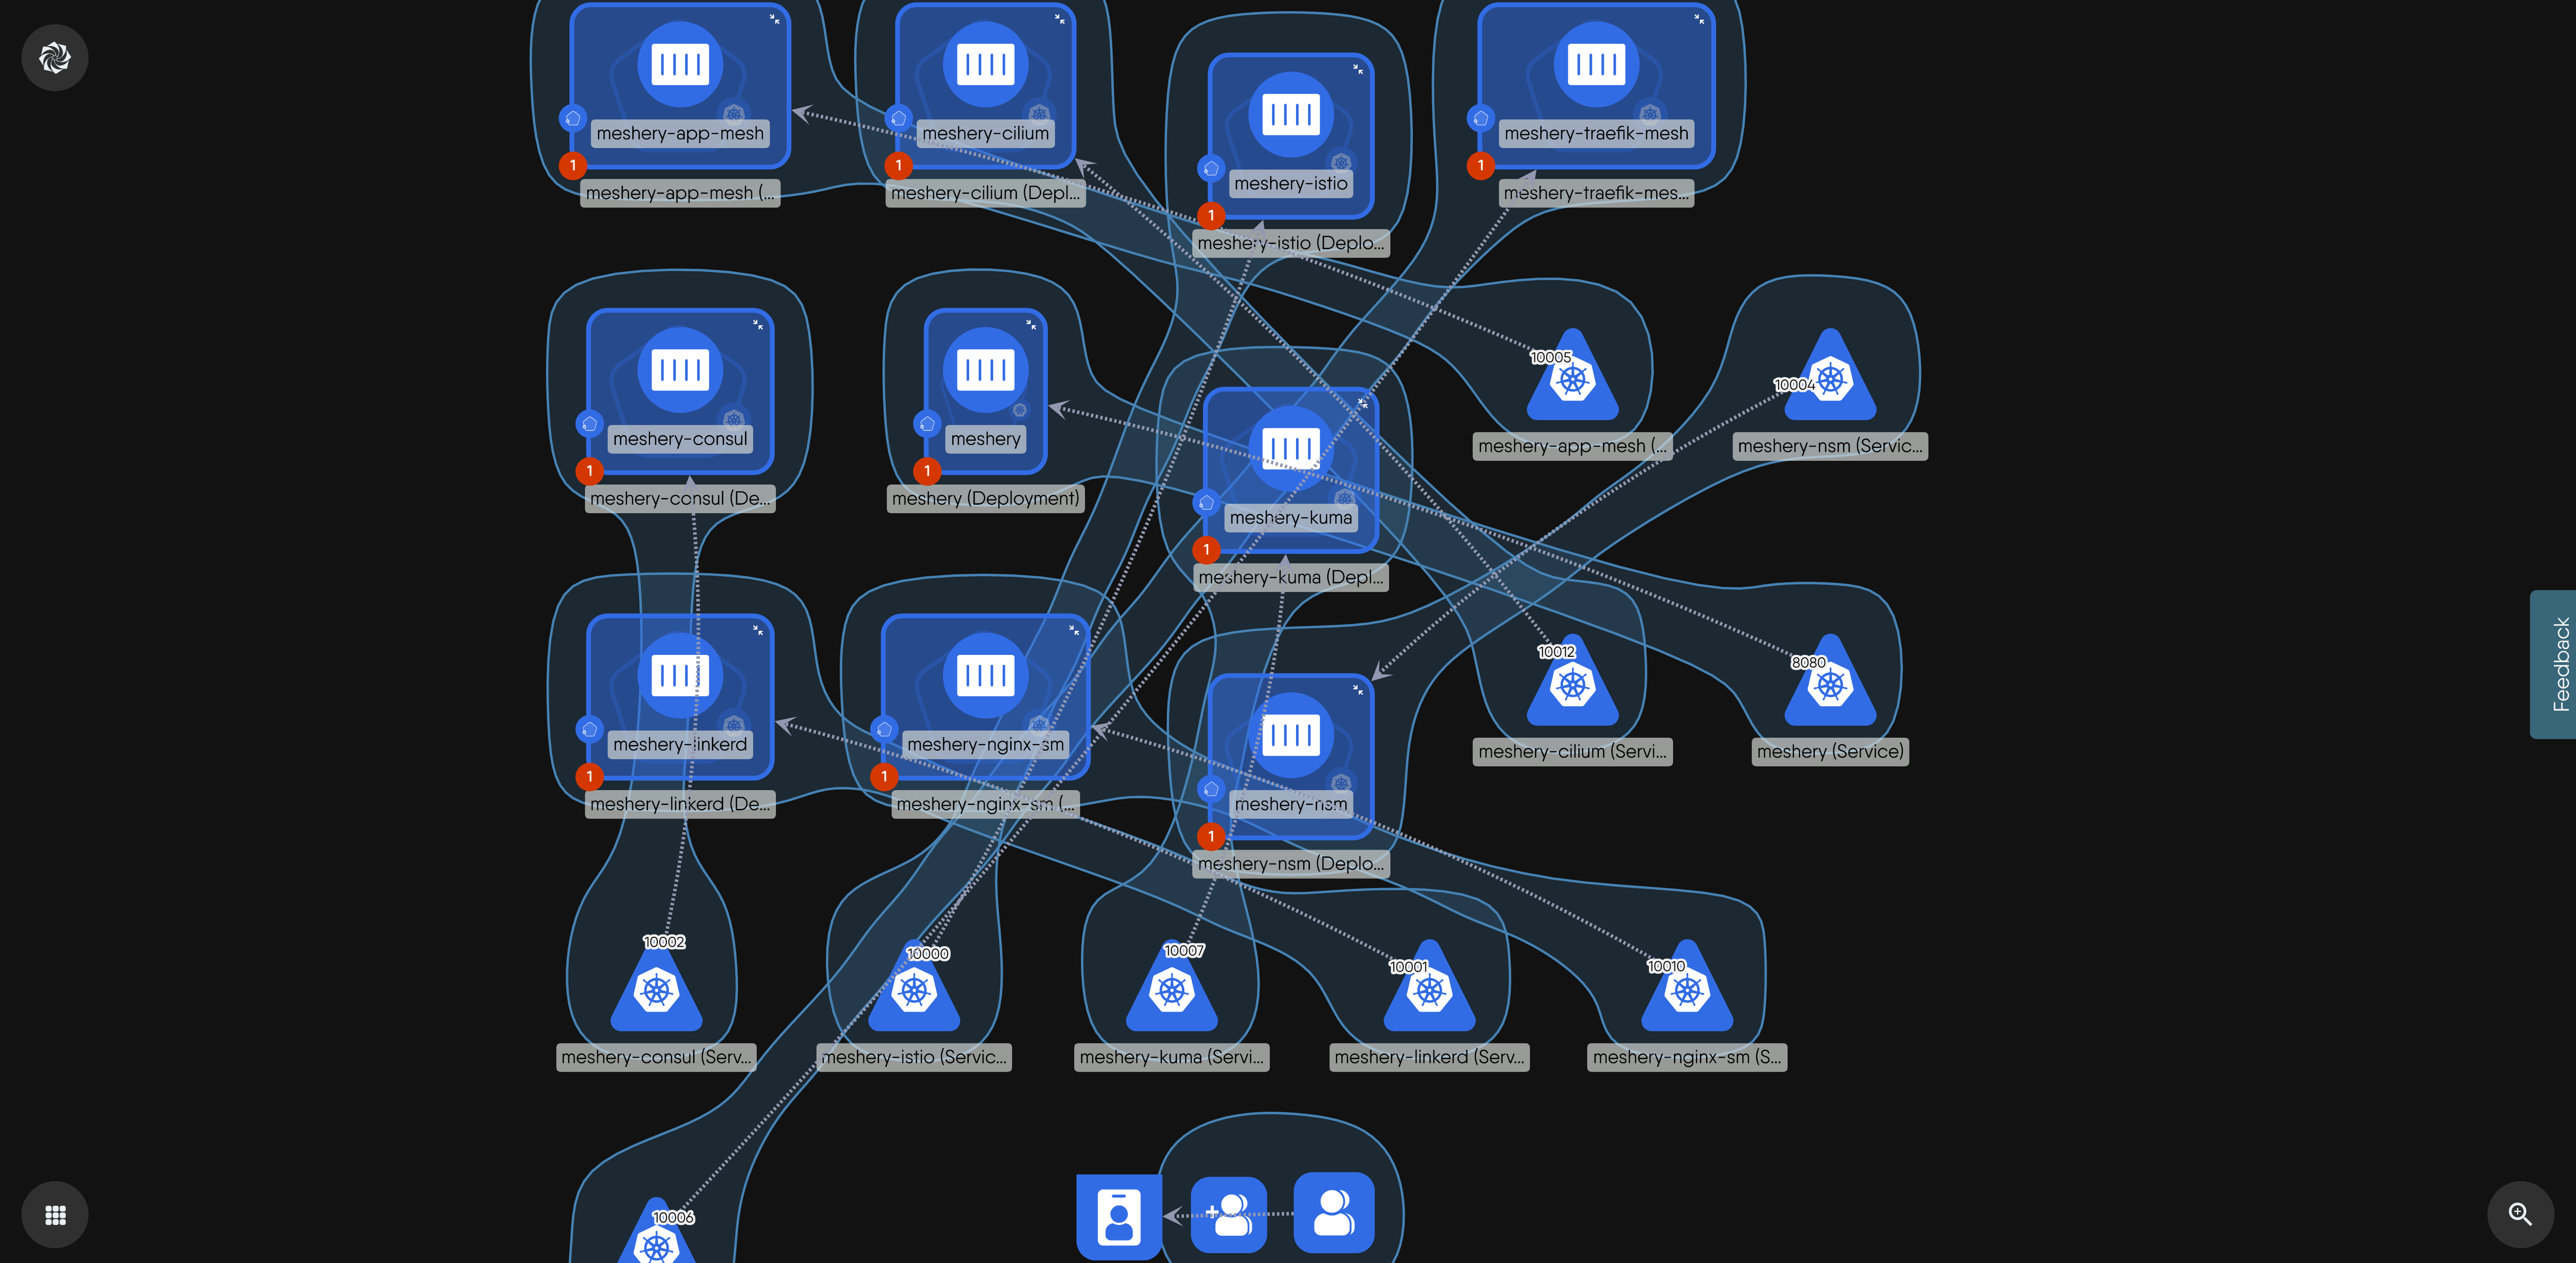 meshery-app-mesh
1
meshery-app-mesh (...
meshery-cilium
1
meshery-cilium (Depl...
meshery-istio
1
meshery-istio (Deplo...
meshery-traefik-mesh
1
meshery-traefik-mes...
meshery-consul
1
meshery-consul (De...
meshery
1
meshery (Deployment)
meshery-kuma
1
meshery-kuma (Depl...
10005
meshery-app-mesh (...
10004
meshery-nsm (Servic...
meshery-linkerd
1
meshery-linkerd (De...
meshery-nginx-sm
1
meshery-nginx-sm (...
meshery-nsm
1
meshery-nsm (Deplo...
10012
meshery-cilium (Servi...
8080
meshery (Service)
Feedback
10002
meshery-consul (Serv...
10000
meshery-istio (Servic...
10007
meshery-kuma (Servi...
10001
meshery-linkerd (Serv...
10010
meshery-nginx-sm (S...
10006